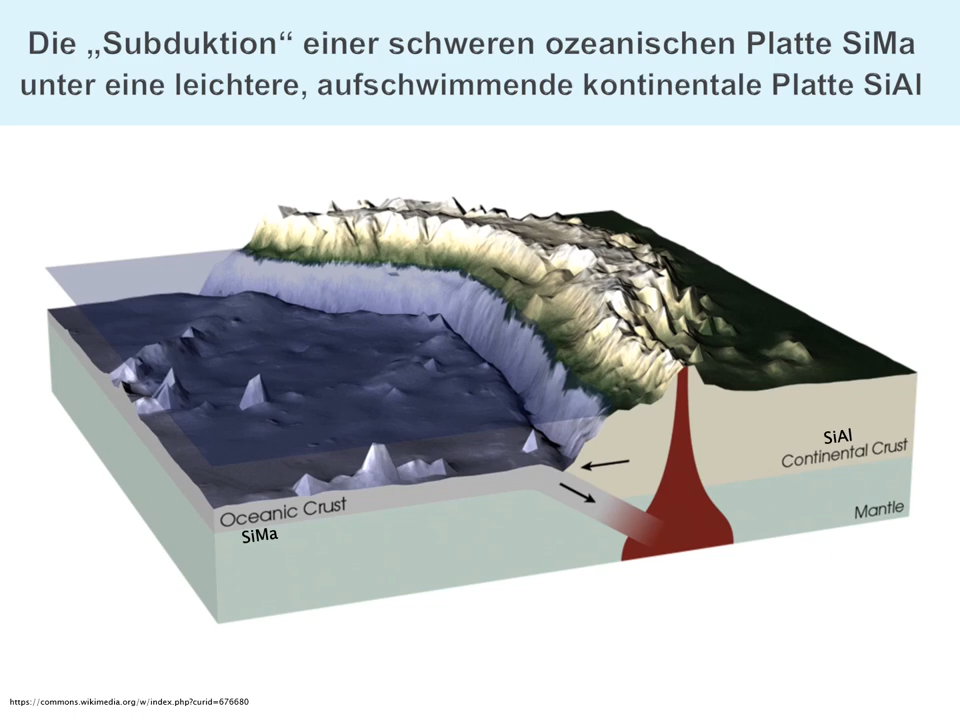 Die „Subduktion“ einer schweren ozeanischen Platte SiMa
unter eine leichtere, aufschwimmende kontinentale Platte SiAl
SiAl
Continental Crust
Mantle
Oceanic Crust
SiMa
https://commons.wikimedia.org/w/index.php?curid=676680